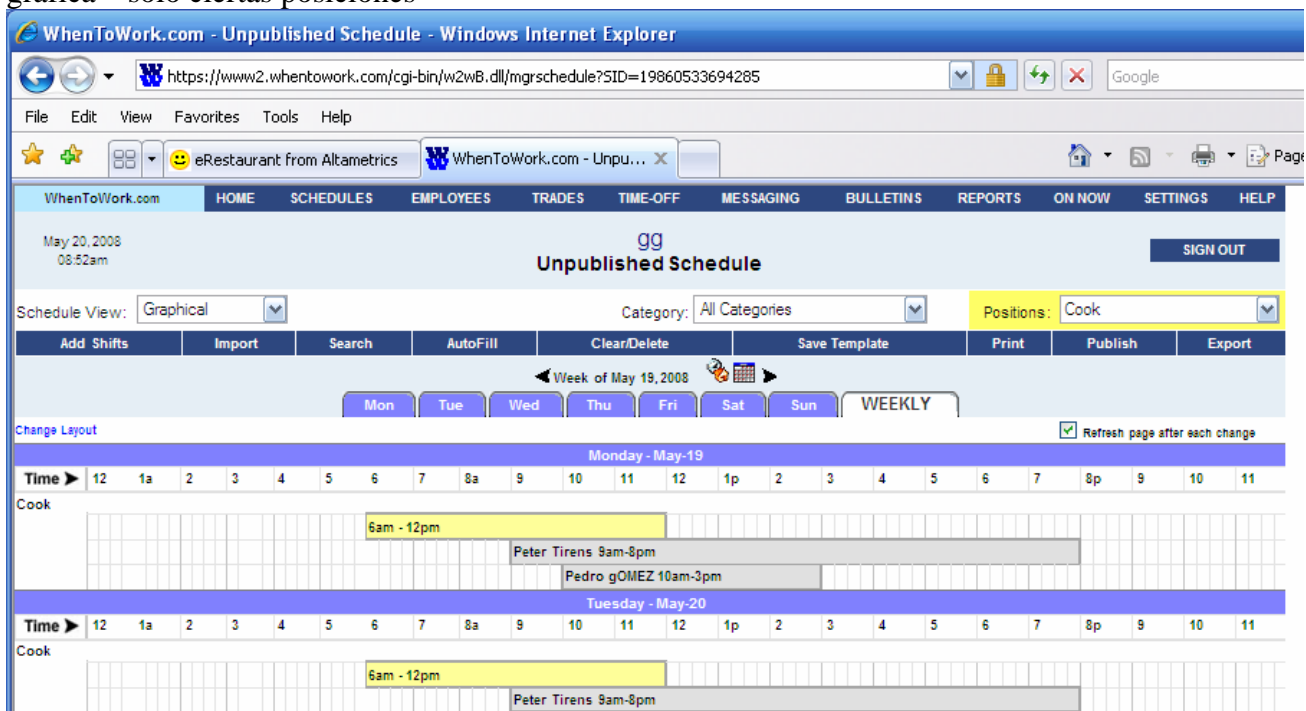 gráfica – solo ciertas posiciones
WhenToWork.com - Unpublished Schedule - Windows Internet Explorer
https://www2.whentowork.com/cgi-bin/w2wB.dll/mgrschedule?SID=19860533694285 Google
File Edit View Favorites Tools Help
eRestaurant from Altametrics WhenToWork.com - Unpu... X Page
WhenToWork.com HOME SCHEDULES EMPLOYEES TRADES TIME-OFF MESSAGING BULLETINS REPORTS ON NOW SETTINGS HELP
May 20, 2008
08:52am
gg
Unpublished Schedule
SIGN OUT
Schedule View: Graphical Category: All Categories Positions: Cook
Add Shifts Import Search AutoFill Clear/Delete Save Template Print Publish Export
Week of May 19, 2008
Mon Tue Wed Thu Fri Sat Sun WEEKLY
Change Layout Refresh page after each change
Monday - May-19
Time 12 1a 2 3 4 5 6 7 8a 9 10 11 12 1p 2 3 4 5 6 7 8p 9 10 11
Cook
6am - 12pm
Peter Tirens 9am-8pm
Pedro gOMEZ 10am-3pm
Tuesday - May-20
Time 12 1a 2 3 4 5 6 7 8a 9 10 11 12 1p 2 3 4 5 6 7 8p 9 10 11
Cook
6am - 12pm
Peter Tirens 9am-8pm